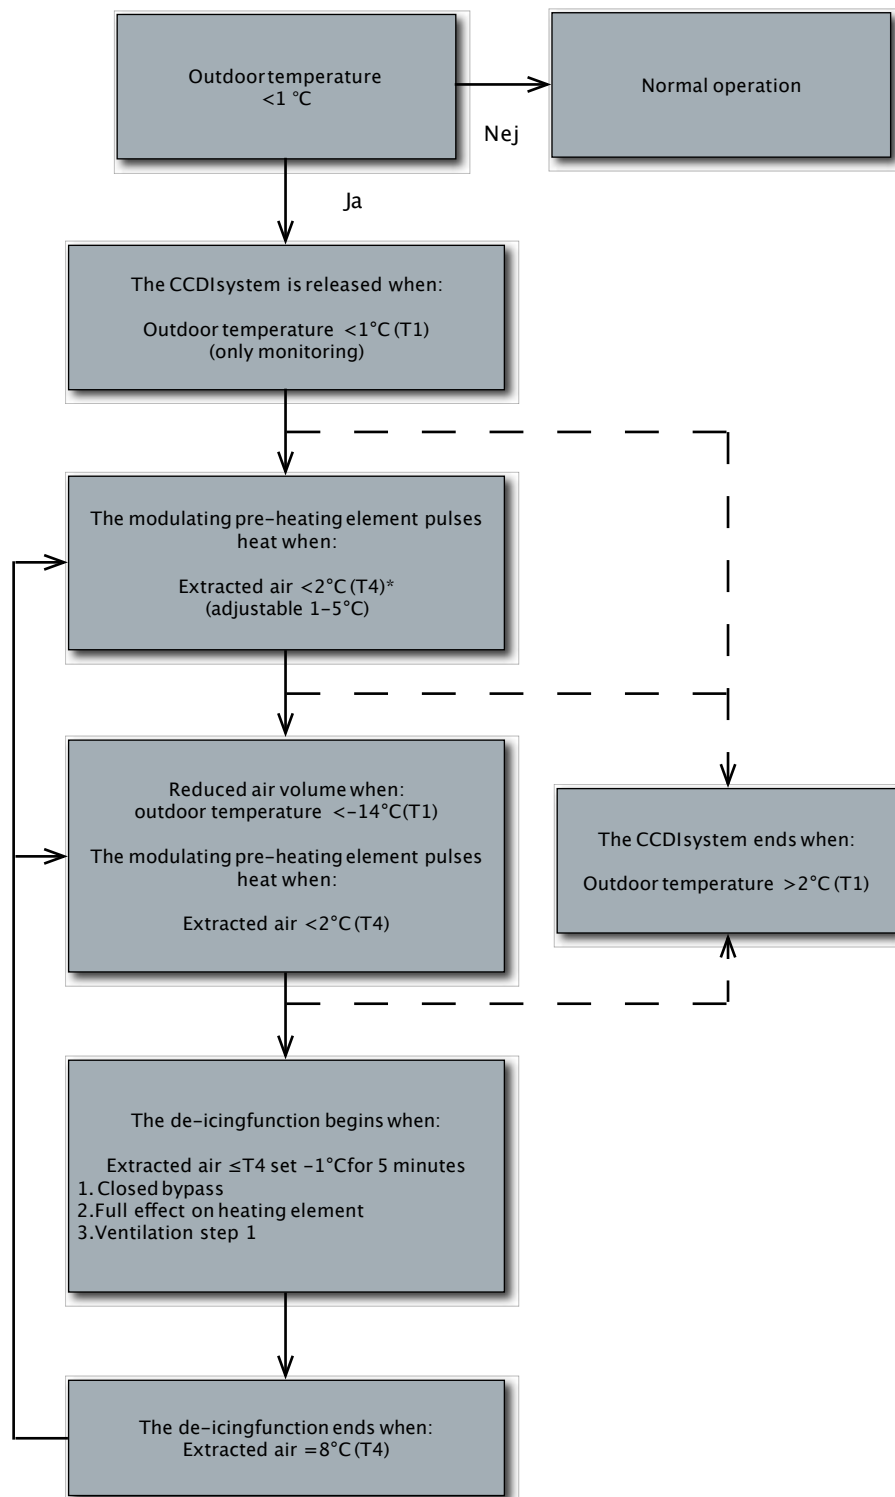 Outdoor temperature
<1 °C
Normal operation
Nej
Ja
The CCDI system is released when:
Outdoor temperature <1°C (T1)
(only monitoring)
The modulating pre-heating element pulses
heat when:
Extracted air <2°C (T4)*
(adjustable 1-5°C)
Reduced air volume when:
outdoor temperature <-14°C (T1)
The modulating pre-heating element pulses
heat when:
Extracted air <2°C (T4)
The CCDI system ends when:
Outdoor temperature >2°C (T1)
The de-icing function begins when:
Extracted air ≤T4 set -1°C for 5 minutes
1. Closed bypass
2. Full effect on heating element
3. Ventilation step 1
The de-icing function ends when:
Extracted air =8°C (T4)